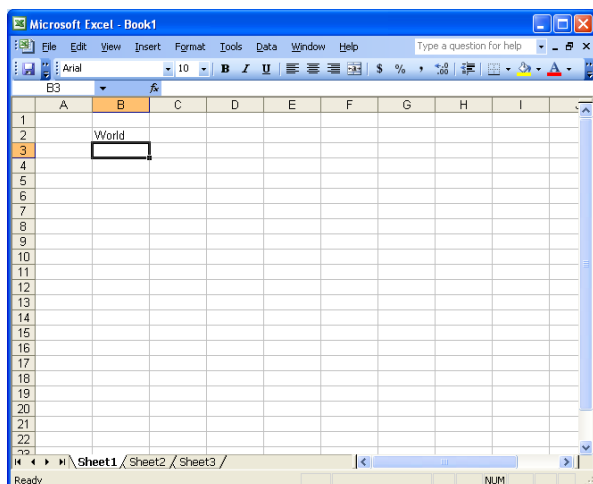 Microsoft Excel - Book1
File Edit View Insert Format Tools Data Window Help Type a question for help
Arial 10 B I U $ % , A
B3 fx
A B C D E F G H I
1
2 World
3
4
5
6
7
8
9
10
11
12
13
14
15
16
17
18
19
20
21
22
23
Sheet1 / Sheet2 / Sheet3 /
Ready NUM